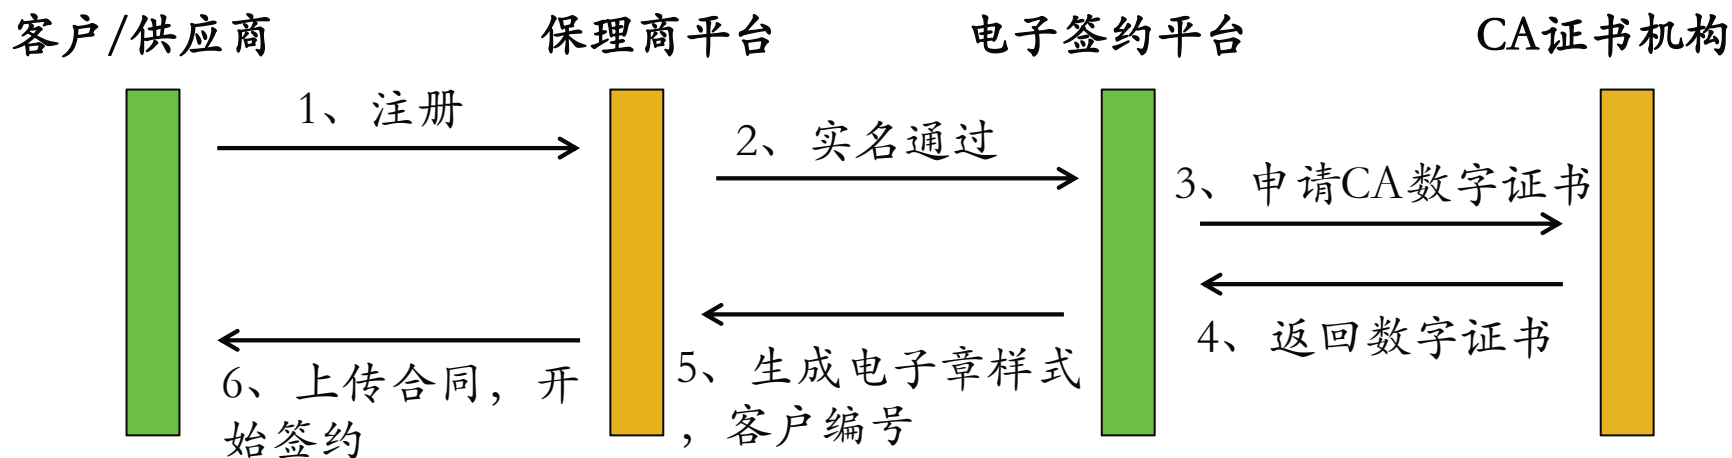 客户/供应商
保理商平台
电子签约平台
CA证书机构
1、注册
2、实名通过
3、申请CA数字证书
4、返回数字证书
5、生成电子章样式
，客户编号
6、上传合同，开
始签约